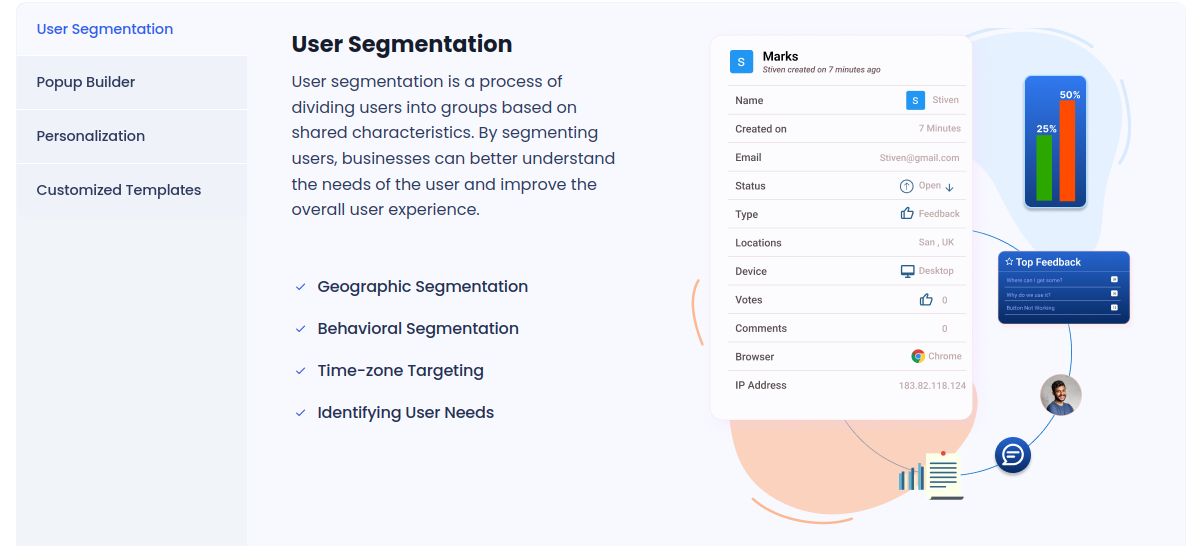 User Segmentation
Popup Builder
Personalization
Customized Templates
User Segmentation
User segmentation is a process of
dividing users into groups based on
shared characteristics. By segmenting
users, businesses can better understand
the needs of the user and improve the
overall user experience.
Geographic Segmentation
Behavioral Segmentation
Time-zone Targeting
Identifying User Needs
S
Marks
Stiven created on 7 minutes ago
Name S Stiven
Created on 7 Minutes
Email Stiven@gmail.com
Status Open
Type Feedback
Locations San , UK
Device Desktop
Votes 0
Comments 0
Browser Chrome
IP Address 183.82.118.124
50%
25%
Top Feedback
Where can I get some?
Why do we use it?
Button Not Working